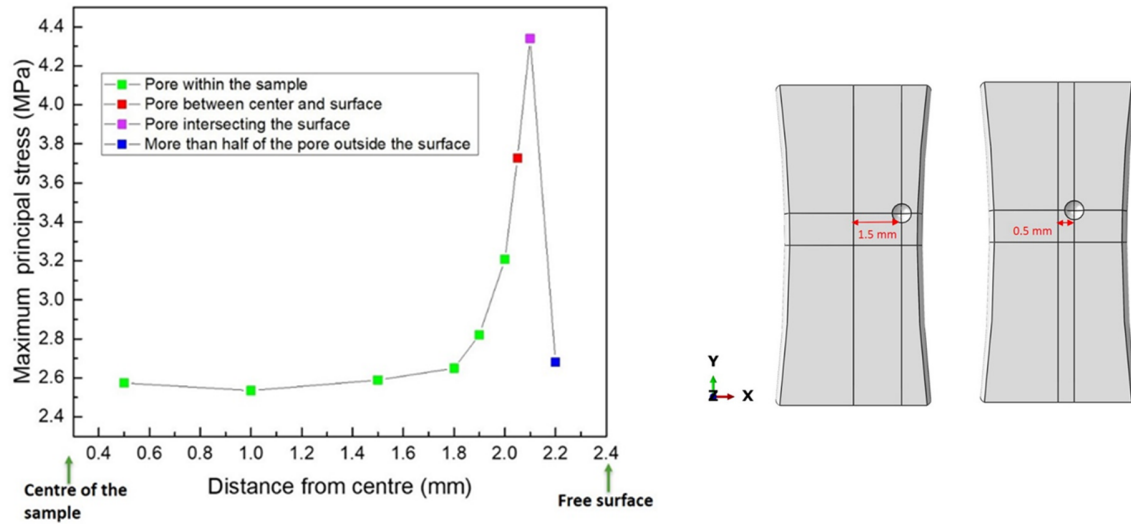 4.4
4.2
4.0
3.8
3.6
3.4
3.2
3.0
2.8
2.6
2.4
Maximum principal stress (MPa)
Pore within the sample
Pore between center and surface
Pore intersecting the surface
More than half of the pore outside the surface
0.4 0.6 0.8 1.0 1.2 1.4 1.6 1.8 2.0 2.2 2.4
Distance from centre (mm)
Centre of the
sample
Free surface
1.5 mm
0.5 mm
Y
Z X